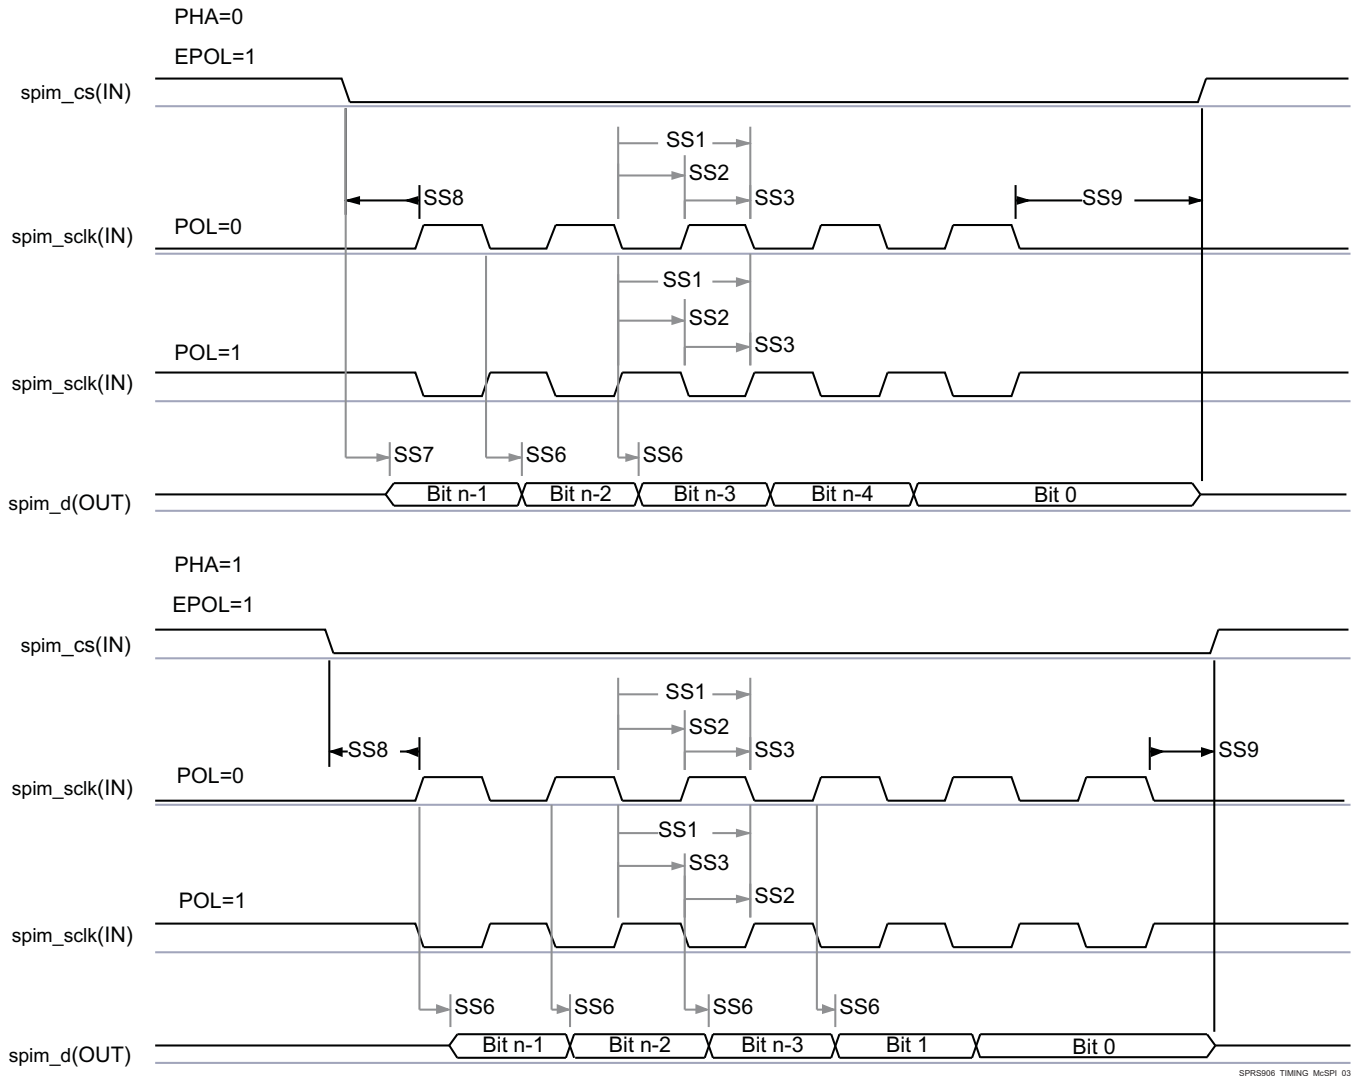 PHA=0
EPOL=1
spim_cs(IN)
SS1
SS2
SS8
SS3
SS9
POL=0
spim_sclk(IN)
SS1
SS2
SS3
POL=1
spim_sclk(IN)
SS7
SS6
SS6
spim_d(OUT)
Bit n-1
Bit n-2
Bit n-3
Bit n-4
Bit 0
PHA=1
EPOL=1
spim_cs(IN)
SS1
SS2
SS8
SS3
SS9
POL=0
spim_sclk(IN)
SS1
SS3
SS2
POL=1
spim_sclk(IN)
SS6
SS6
SS6
SS6
spim_d(OUT)
Bit n-1
Bit n-2
Bit n-3
Bit 1
Bit 0
SPRS906_TIMING_McSPI_03